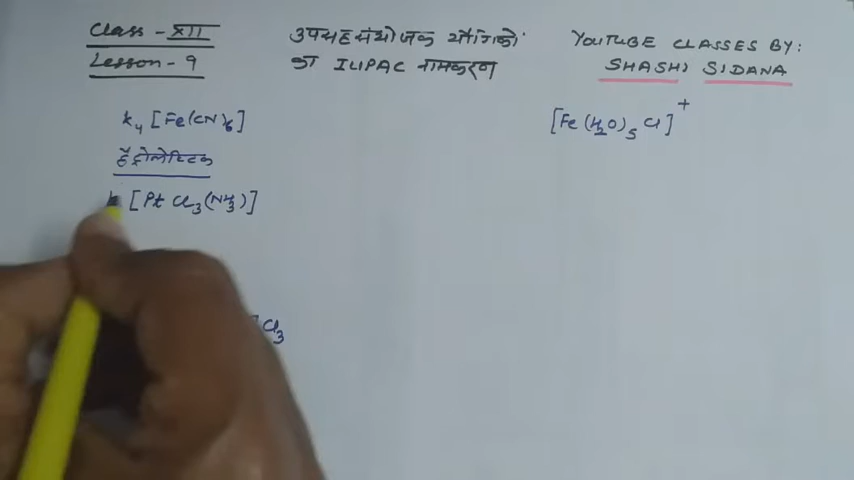 Class - XII
Lesson - 9
उपसहसंयोजक यौगिकों
का IUPAC नामकरण
YOUTUBE CLASSES BY:
SHASHI SIDANA
K4 [Fe(CN)6]
हैट्रोलेप्टिक
K [Pt Cl3 (NH3)]
Cl3
[Fe (H2O)5 Cl]+